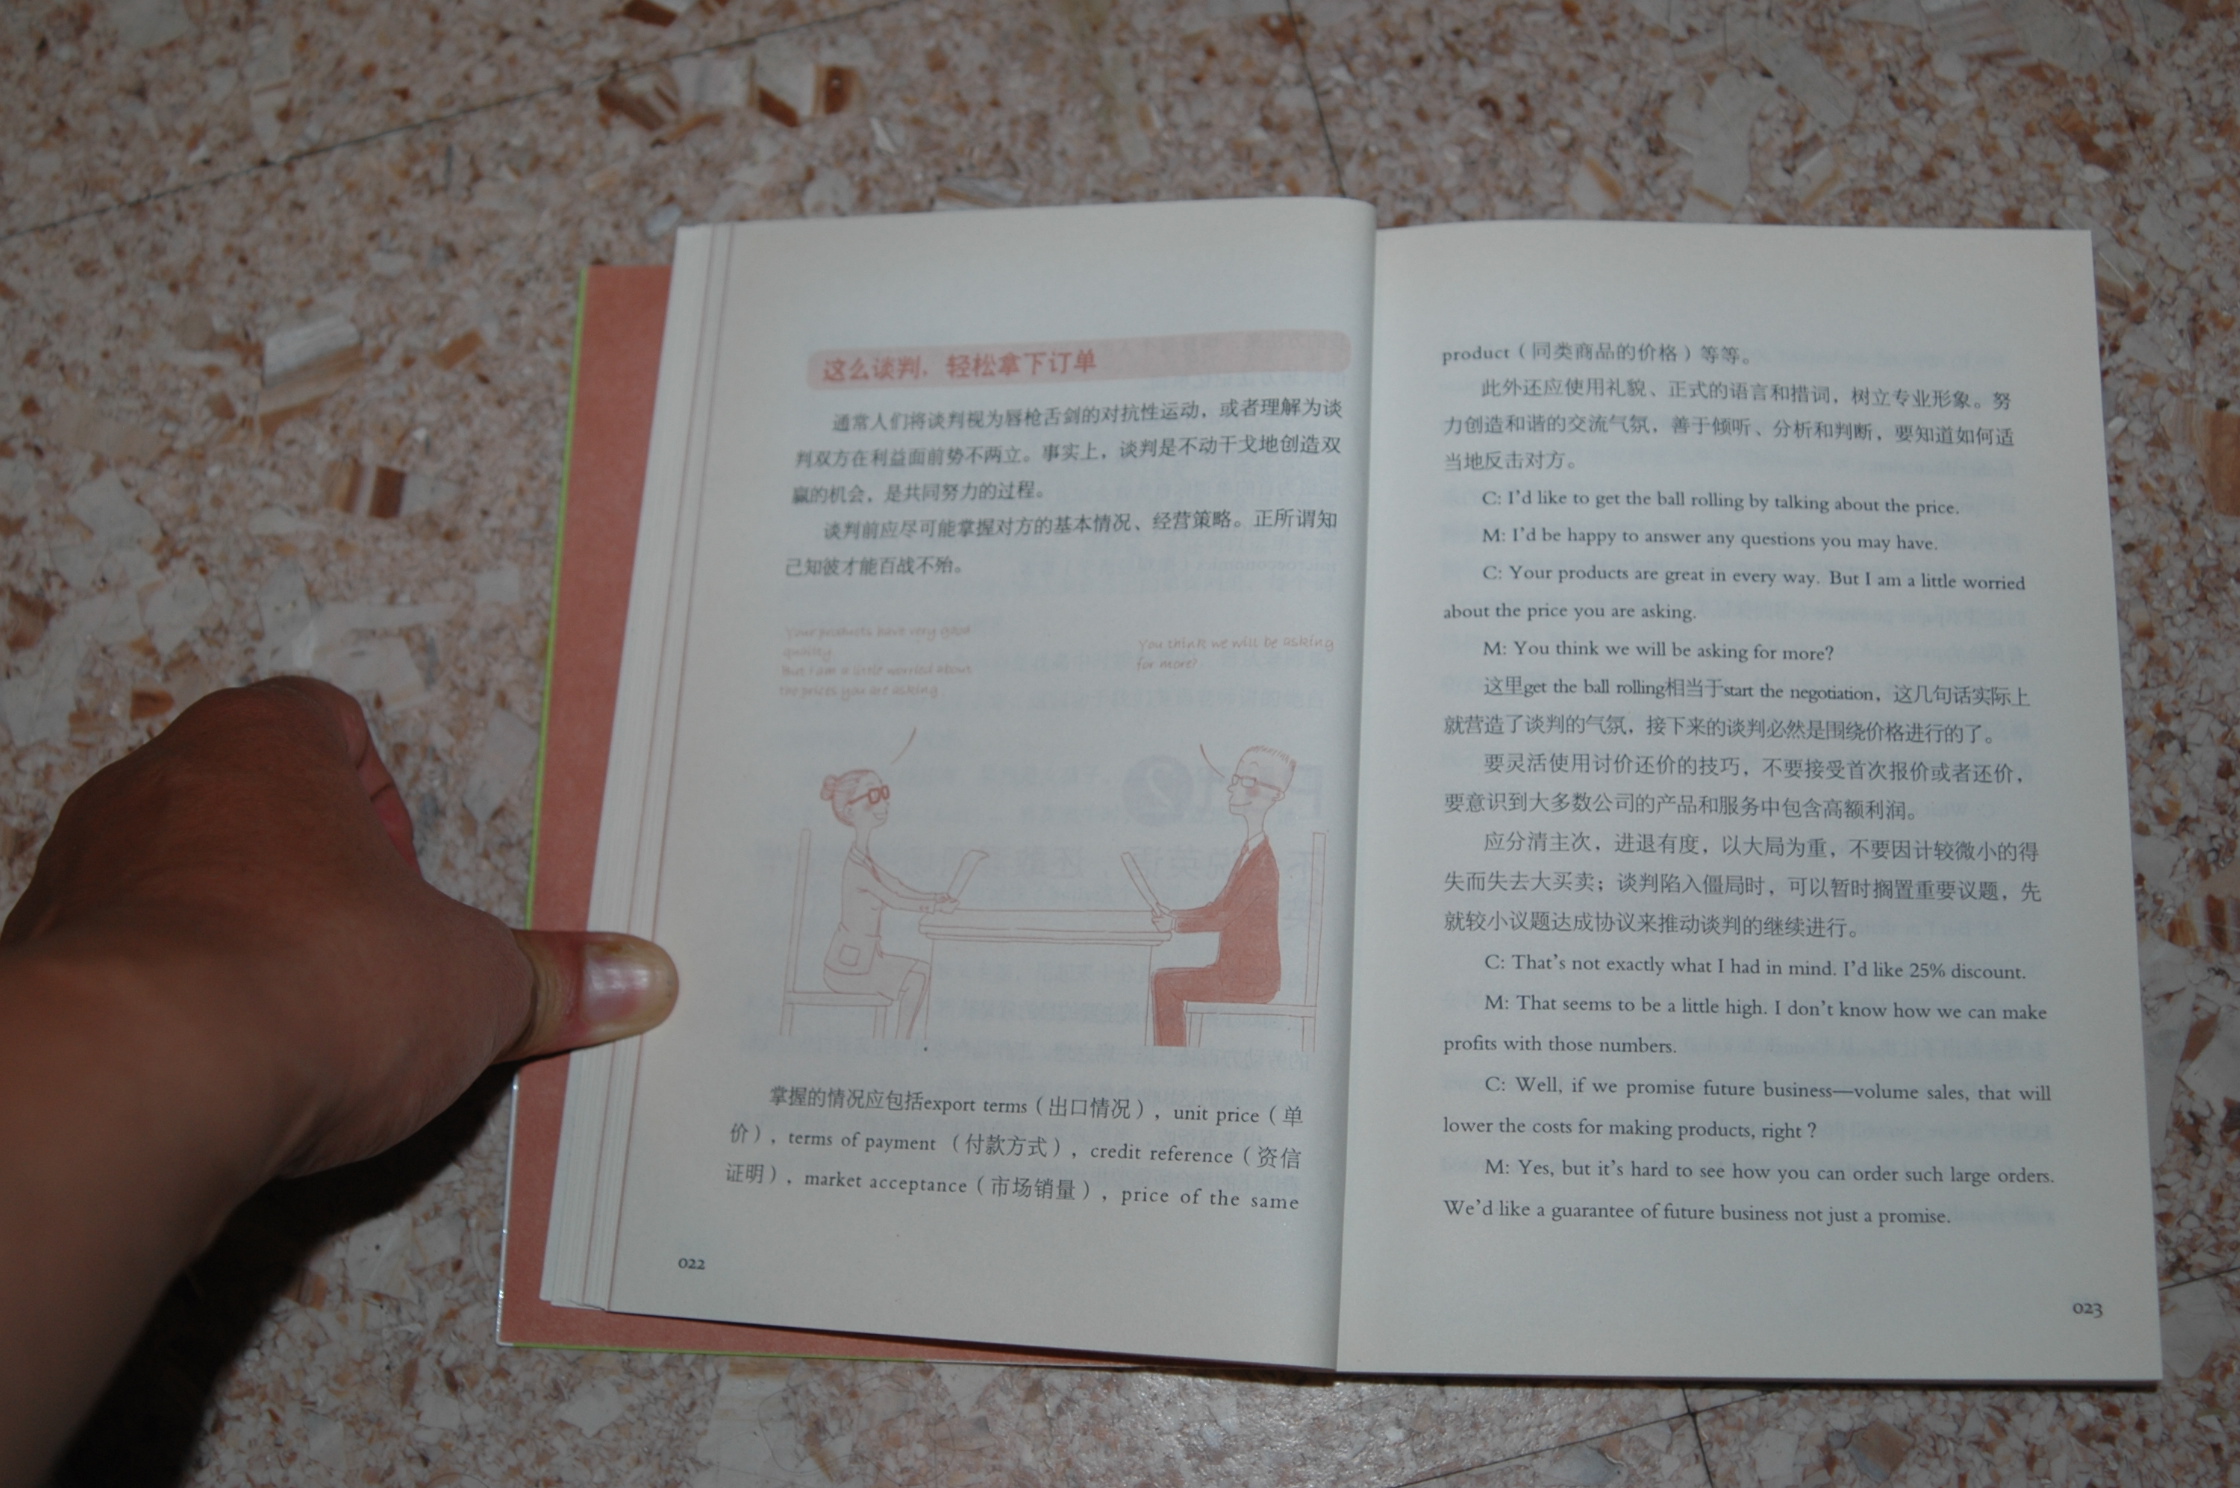 这么谈判，轻松拿下订单
通常人们将谈判视为唇枪舌剑的对抗性运动，或者理解为谈
判双方在利益面前势不两立。事实上，谈判是不动干戈地创造双
赢的机会，是共同努力的过程。
谈判前应尽可能掌握对方的基本情况、经营策略。正所谓知
己知彼才能百战不殆。
You think we will be asking
for more?
Your products have very good
quality
But I am a little worried about
the prices you are asking
掌握的情况应包括export terms（出口情况）, unit price（单
价）, terms of payment （付款方式）, credit reference（资信
证明）, market acceptance（市场销量）, price of the same
022
product（同类商品的价格）等等。
此外还应使用礼貌、正式的语言和措词，树立专业形象。努
力创造和谐的交流气氛，善于倾听、分析和判断，要知道如何适
当地反击对方。
C: I'd like to get the ball rolling by talking about the price.
M: I'd be happy to answer any questions you may have.
C: Your products are great in every way. But I am a little worried
about the price you are asking.
M: You think we will be asking for more?
这里get the ball rolling相当于start the negotiation，这几句话实际上
就营造了谈判的气氛，接下来的谈判必然是围绕价格进行的了。
要灵活使用讨价还价的技巧，不要接受首次报价或者还价，
要意识到大多数公司的产品和服务中包含高额利润。
应分清主次，进退有度，以大局为重，不要因计较微小的得
失而失去大买卖；谈判陷入僵局时，可以暂时搁置重要议题，先
就较小议题达成协议来推动谈判的继续进行。
C: That's not exactly what I had in mind. I'd like 25% discount.
M: That seems to be a little high. I don't know how we can make
profits with those numbers.
C: Well, if we promise future business—volume sales, that will
lower the costs for making products, right ?
M: Yes, but it's hard to see how you can order such large orders.
We'd like a guarantee of future business not just a promise.
023